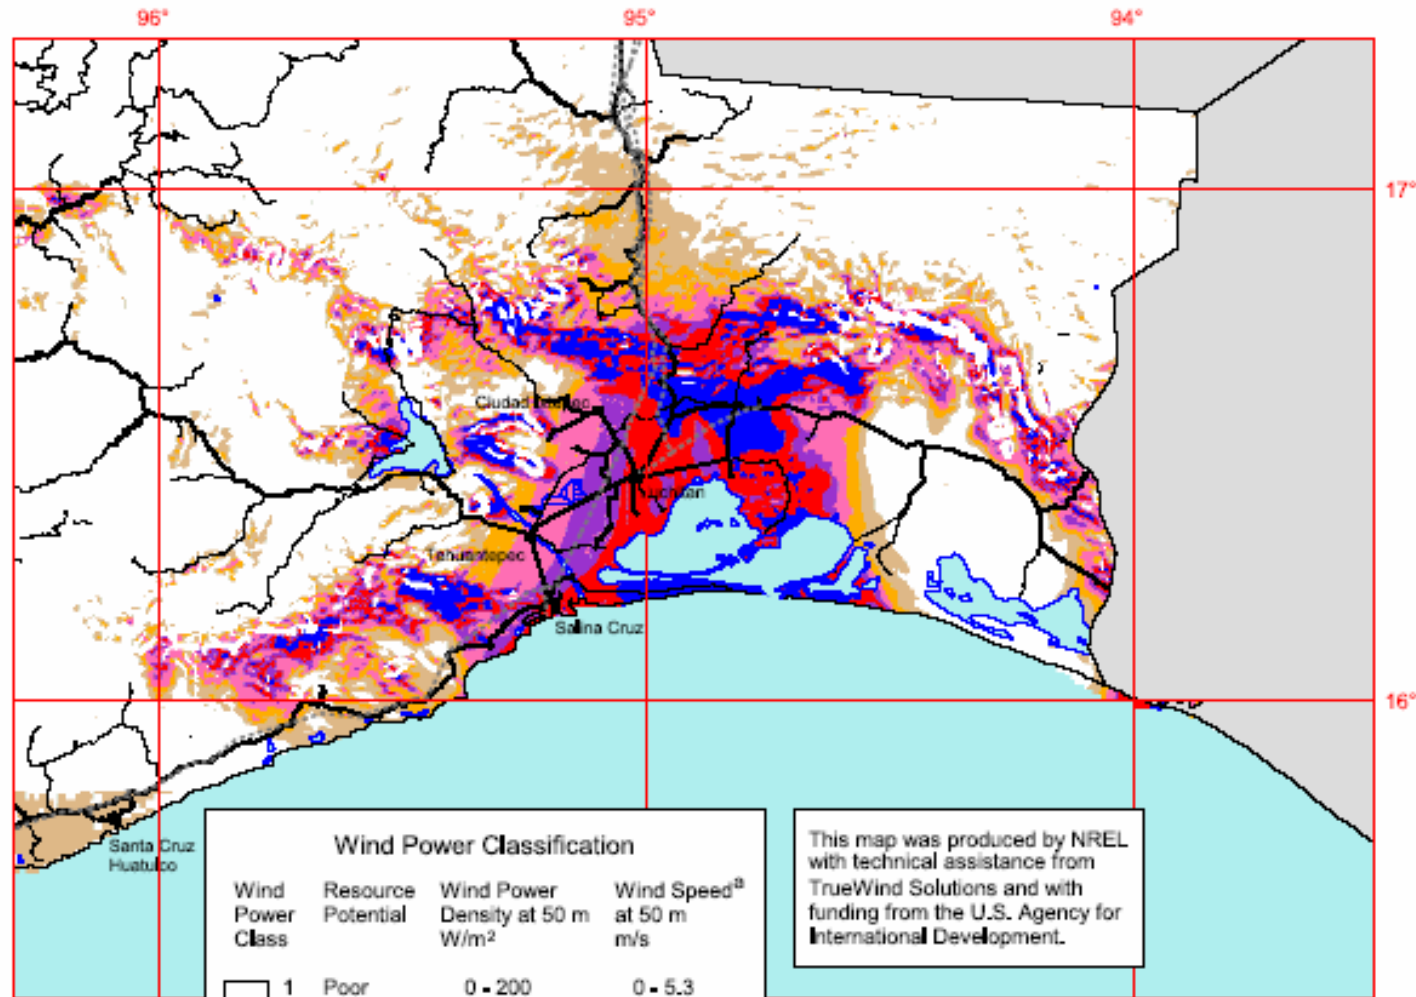 96° 95° 94°
17°
Ciudad Ixtepec
Juchitan
Tehuantepec
Salina Cruz
16°
Santa Cruz
Huatulco
Wind Power Classification
Wind Resource Wind Power Wind Speedᵃ
Power Potential Density at 50 m at 50 m
Class W/m² m/s
1 Poor 0 - 200 0 - 5.3
This map was produced by NREL
with technical assistance from
TrueWind Solutions and with
funding from the U.S. Agency for
International Development.